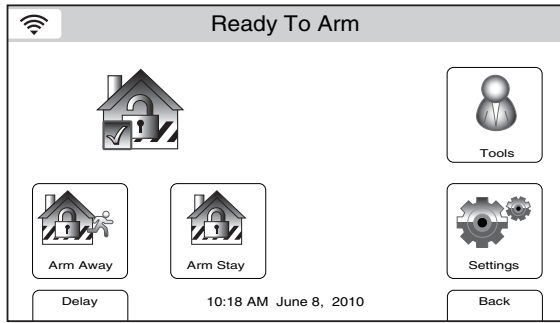 Ready To Arm
Tools
Arm Away
Arm Stay
Settings
Delay
10:18 AM June 8, 2010
Back